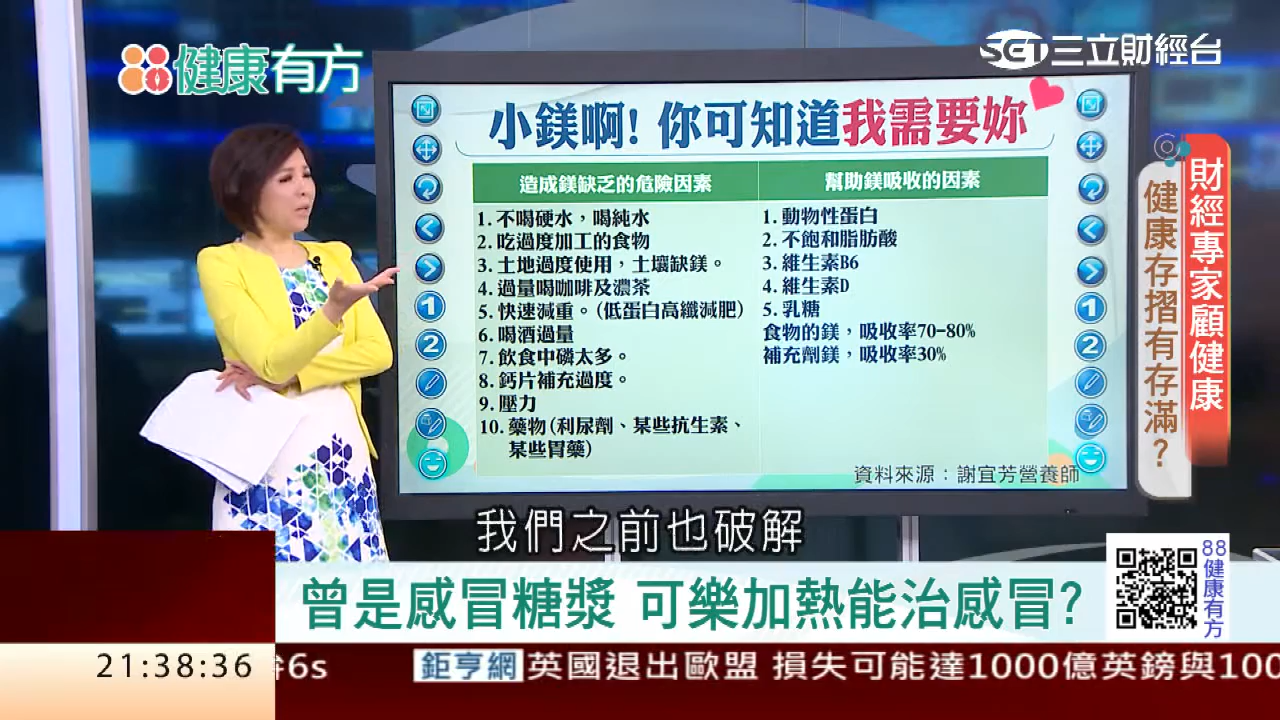 88 健康有方
SET 三立財經台
小鎂啊! 你可知道我需要妳
造成鎂缺乏的危險因素
1. 不喝硬水，喝純水
2. 吃過度加工的食物
3. 土地過度使用，土壤缺鎂。
4. 過量喝咖啡及濃茶
5. 快速減重。(低蛋白高纖減肥)
6. 喝酒過量
7. 飲食中磷太多。
8. 鈣片補充過度。
9. 壓力
10. 藥物(利尿劑、某些抗生素、
某些胃藥)
幫助鎂吸收的因素
1. 動物性蛋白
2. 不飽和脂肪酸
3. 維生素B6
4. 維生素D
5. 乳糖
食物的鎂，吸收率70-80%
補充劑鎂，吸收率30%
資料來源：謝宜芳營養師
1
2
1
2
財經專家顧健康
健康存摺有存滿？
我們之前也破解
曾是感冒糖漿 可樂加熱能治感冒?
88健康有方
21:38:36
6s 鉅亨網 英國退出歐盟 損失可能達1000億英鎊與100